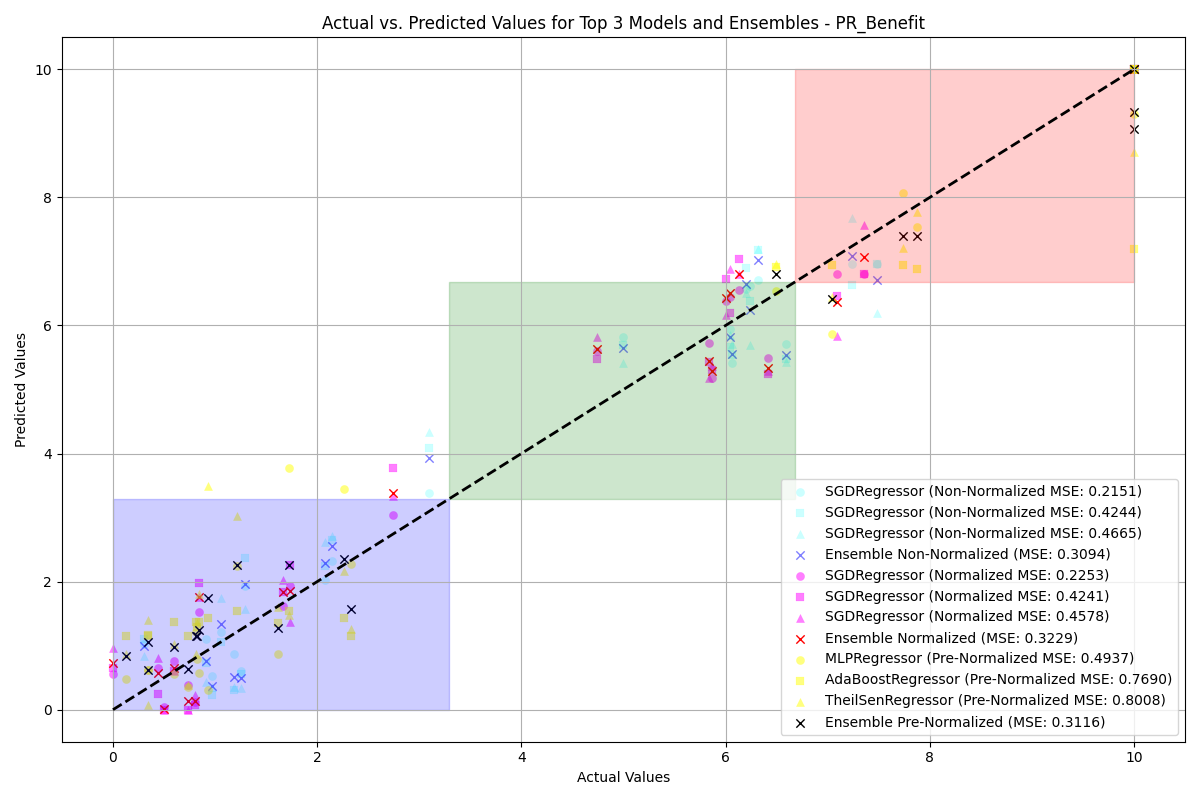 Actual vs. Predicted Values for Top 3 Models and Ensembles - PR_Benefit
10
8
6
4
2
0
Predicted Values
SGDRegressor (Non-Normalized MSE: 0.2151)
SGDRegressor (Non-Normalized MSE: 0.4244)
SGDRegressor (Non-Normalized MSE: 0.4665)
Ensemble Non-Normalized (MSE: 0.3094)
SGDRegressor (Normalized MSE: 0.2253)
SGDRegressor (Normalized MSE: 0.4241)
SGDRegressor (Normalized MSE: 0.4578)
Ensemble Normalized (MSE: 0.3229)
MLPRegressor (Pre-Normalized MSE: 0.4937)
AdaBoostRegressor (Pre-Normalized MSE: 0.7690)
TheilSenRegressor (Pre-Normalized MSE: 0.8008)
Ensemble Pre-Normalized (MSE: 0.3116)
0 2 4 6 8 10
Actual Values